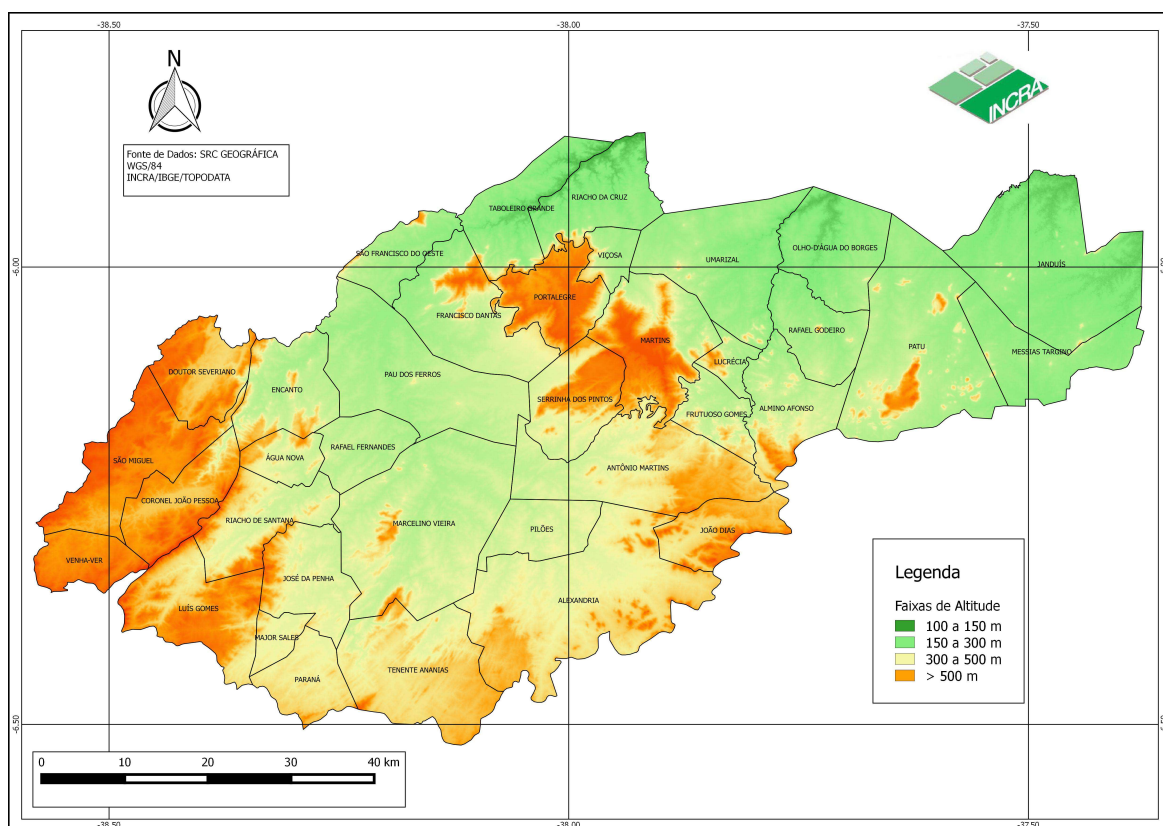 -38.50
-38.00
-37.50
N
INCRA
Fonte de Dados: SRC GEOGRÁFICA
WGS/84
INCRA/IBGE/TOPODATA
RIACHO DA CRUZ
TABOLEIRO GRANDE
OLHO-D'ÁGUA DO BORGES
SÃO FRANCISCO DO OESTE
VIÇOSA
UMARIZAL
JANDUÍS
-6.00
-6.00
PORTALEGRE
FRANCISCO DANTAS
RAFAEL GODEIRO
MARTINS
PATU
MESSIAS TARGINO
LUCRÉCIA
DOUTOR SEVERIANO
PAU DOS FERROS
ENCANTO
SERRINHA DOS PINTOS
ALMINO AFONSO
FRUTUOSO GOMES
RAFAEL FERNANDES
ÁGUA NOVA
SÃO MIGUEL
ANTÔNIO MARTINS
CORONEL JOÃO PESSOA
RIACHO DE SANTANA
MARCELINO VIEIRA
PILÕES
JOÃO DIAS
VENHA-VER
JOSÉ DA PENHA
ALEXANDRIA
LUÍS GOMES
MAJOR SALES
TENENTE ANANIAS
PARANÁ
Legenda
Faixas de Altitude
100 a 150 m
150 a 300 m
300 a 500 m
> 500 m
-6.50
-6.50
0 10 20 30 40 km
-38.50
-38.00
-37.50